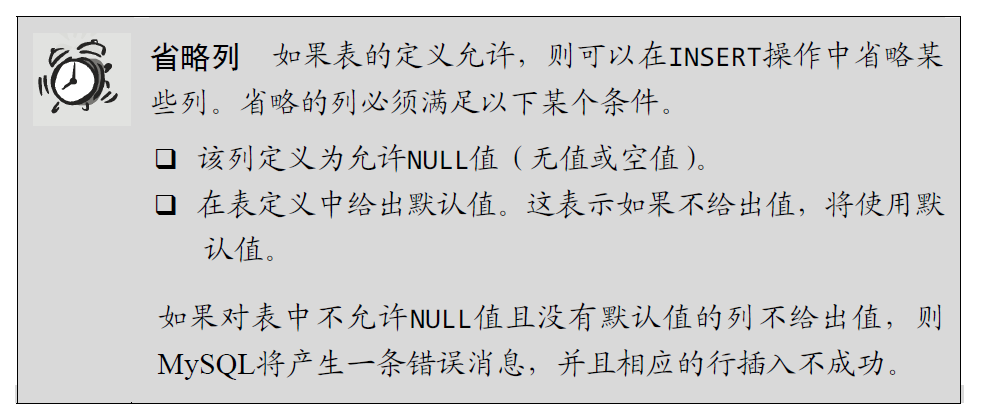 省略列 如果表的定义允许，则可以在INSERT操作中省略某
些列。省略的列必须满足以下某个条件。
❑ 该列定义为允许NULL值（无值或空值）。
❑ 在表定义中给出默认值。这表示如果不给出值，将使用默
认值。
如果对表中不允许NULL值且没有默认值的列不给出值，则
MySQL将产生一条错误消息，并且相应的行插入不成功。